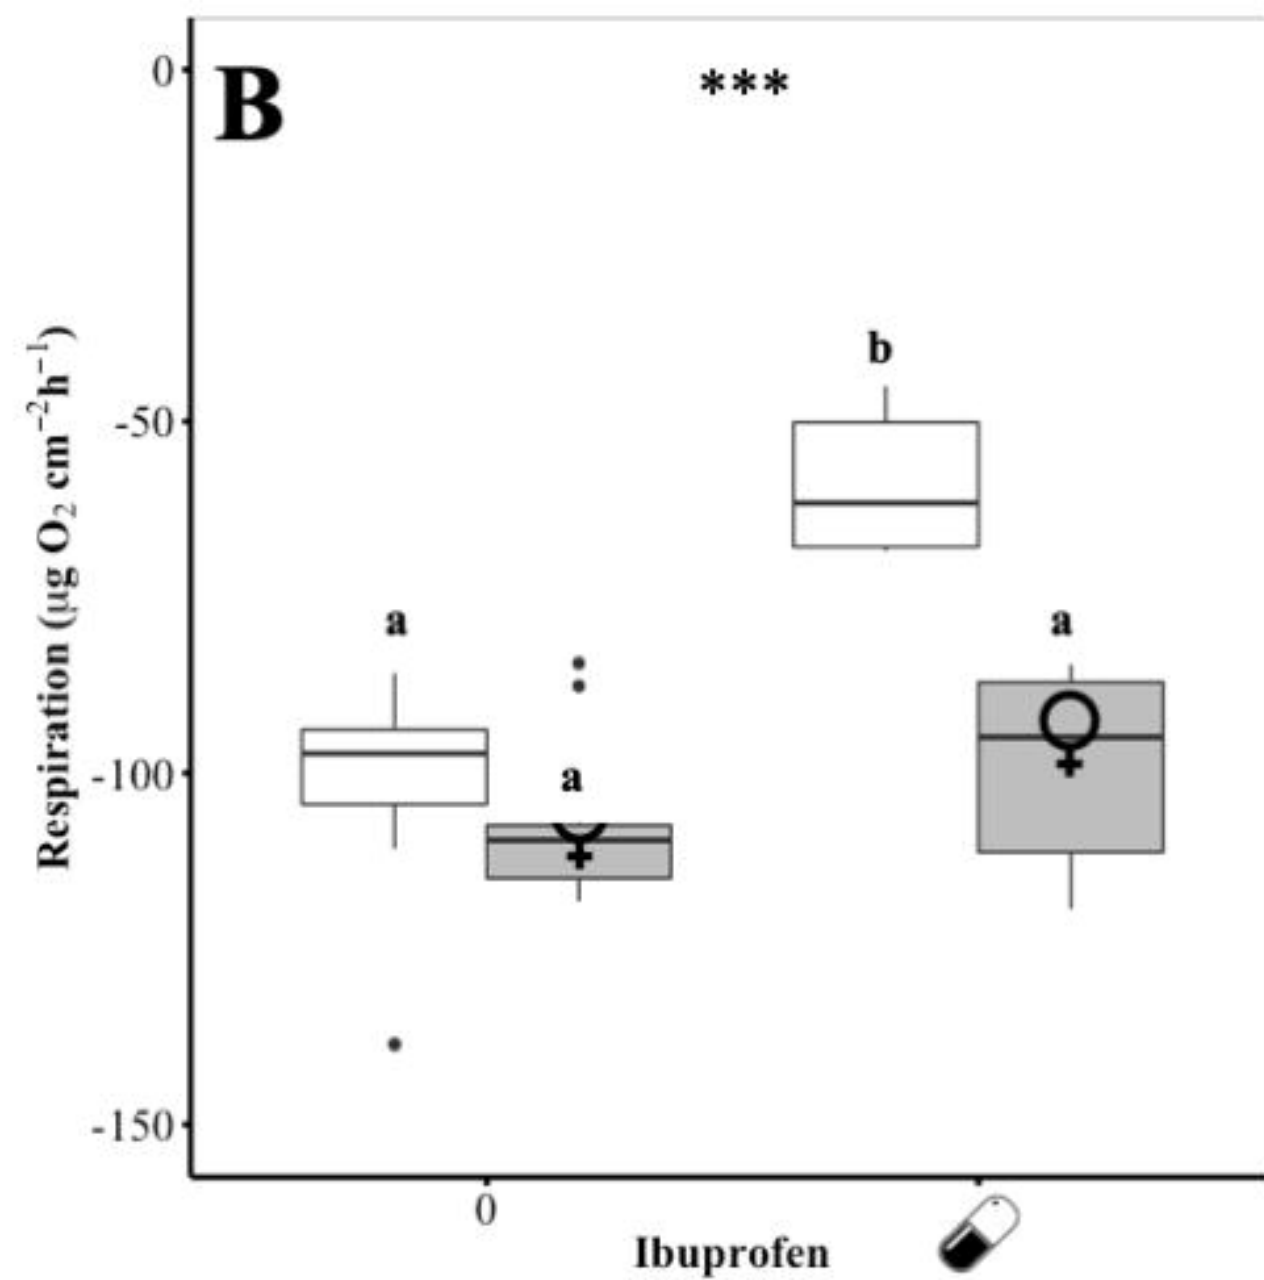 B
***
0
-50
-100
-150
Respiration (µg O₂ cm⁻²h⁻¹)
a
a
b
a
0
Ibuprofen